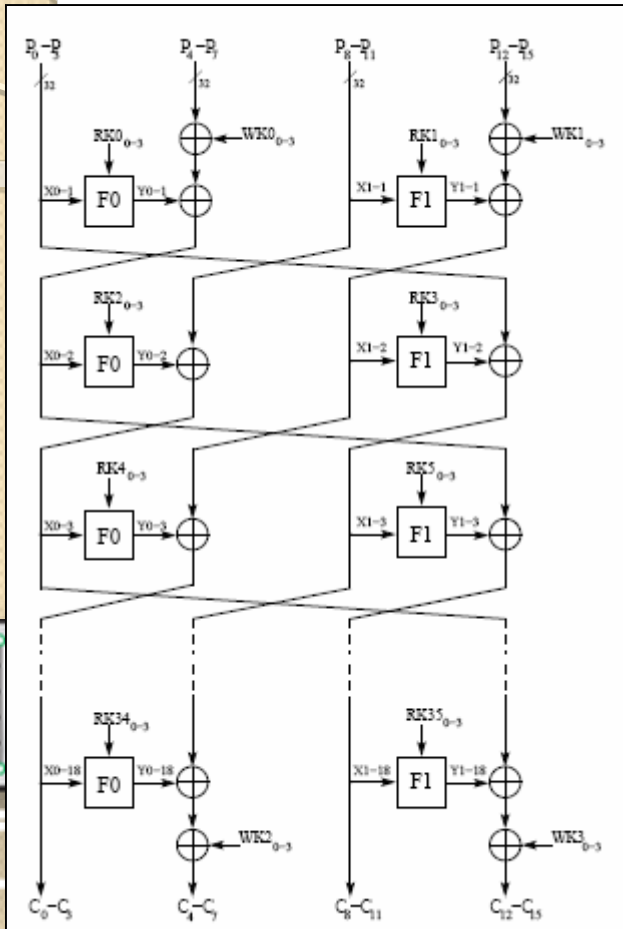 P₀–P₃ P₄–P₇ P₈–P₁₁ P₁₂–P₁₅
32 32 32 32
RK0₀₋₃ WK0₀₋₃ RK1₀₋₃ WK1₀₋₃
X0–1 F0 Y0–1 X1–1 F1 Y1–1
RK2₀₋₃ RK3₀₋₃
X0–2 F0 Y0–2 X1–2 F1 Y1–2
RK4₀₋₃ RK5₀₋₃
X0–3 F0 Y0–3 X1–3 F1 Y1–3
RK34₀₋₃ RK35₀₋₃
X0–18 F0 Y0–18 X1–18 F1 Y1–18
WK2₀₋₃ WK3₀₋₃
C₀–C₃ C₄–C₇ C₈–C₁₁ C₁₂–C₁₅